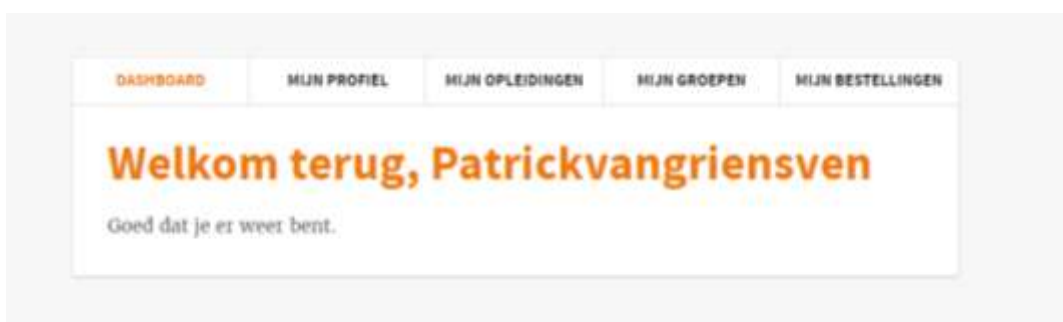 DASHBOARD MIJN PROFIEL MIJN OPLEIDINGEN MIJN GROEPEN MIJN BESTELLINGEN
Welkom terug, Patrickvangriensven
Goed dat je er weer bent.